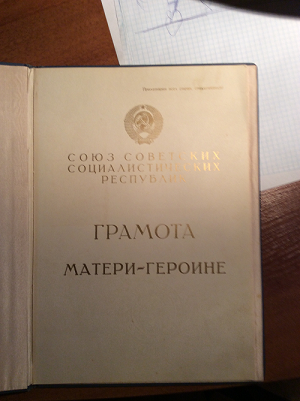 СОЮЗ СОВЕТСКИХ
СОЦИАЛИСТИЧЕСКИХ
РЕСПУБЛИК
ГРАМОТА
МАТЕРИ-ГЕРОИНЕ